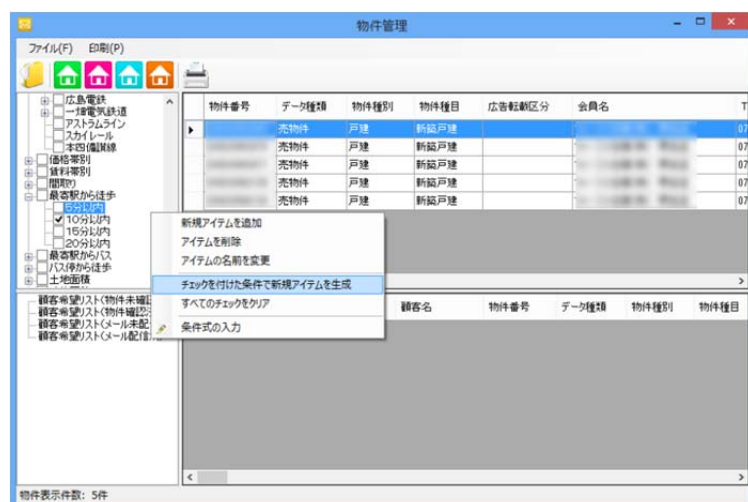 物件管理
ファイル(F) 印刷(P)
広島電鉄
一畑電気鉄道
アストラムライン
スカイレール
本四備讃線
価格帯別
賃料帯別
間取り
最寄駅から徒歩
5分以内
10分以内
15分以内
20分以内
最寄駅からバス
バス停から徒歩
土地面積
物件番号 データ種類 物件種別 物件種目 広告転載区分 会員名 T
売物件 戸建 新築戸建 07
売物件 戸建 新築戸建 07
売物件 戸建 新築戸建 07
売物件 戸建 新築戸建 07
売物件 戸建 新築戸建 07
新規アイテムを追加
アイテムを削除
アイテムの名前を変更
チェックを付けた条件で新規アイテムを生成
すべてのチェックをクリア
条件式の入力
顧客希望リスト(物件未確認
顧客希望リスト(物件確認済
顧客希望リスト(メール未配
顧客希望リスト(メール配信済
顧客名 物件番号 データ種類 物件種別 物件種目
物件表示件数: 5件